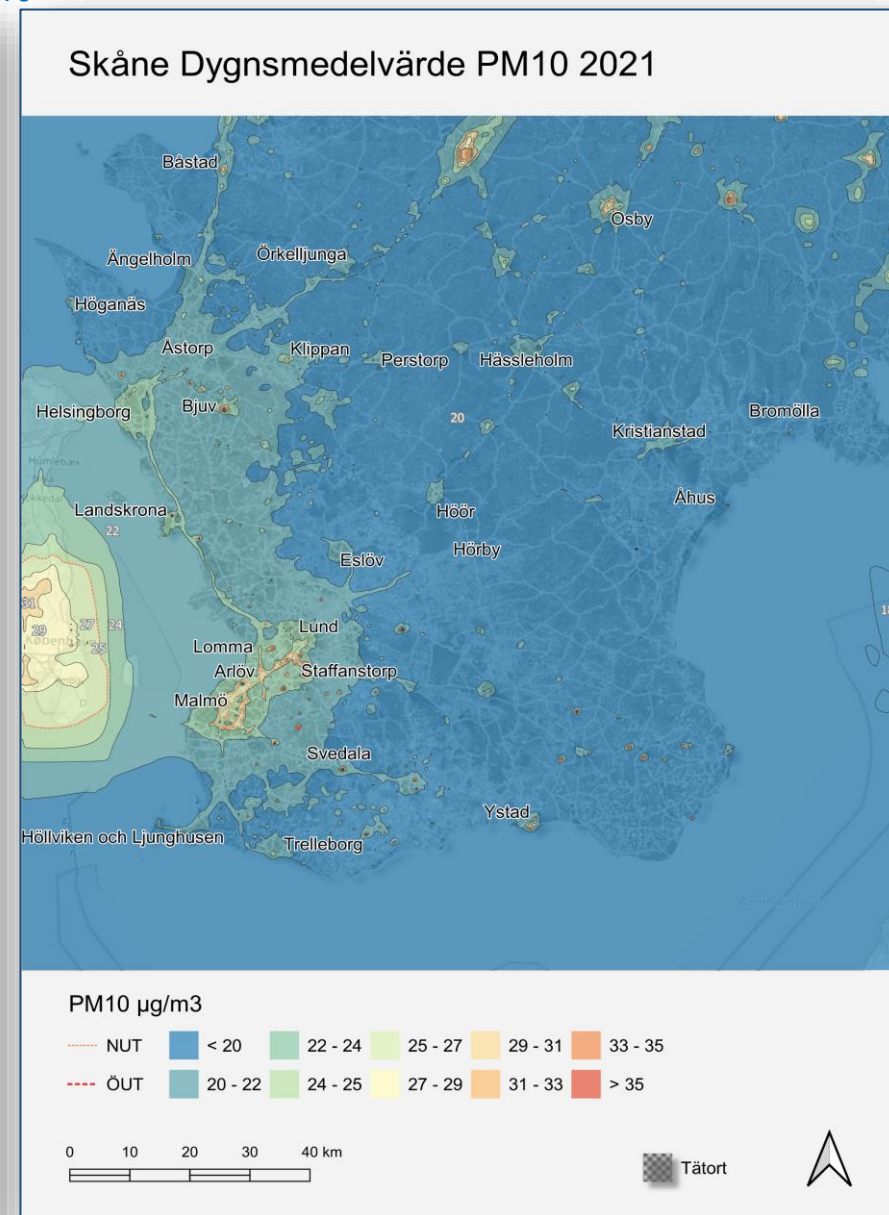 Skåne Dygnsmedelvärde PM10 2021
Båstad
Osby
Ängelholm
Örkelljunga
Höganäs
Åstorp
Klippan
Perstorp
Hässleholm
Helsingborg
Bjuv
20
Bromölla
Kristianstad
Humlebæk
Åhus
Landskrona
Höör
22
Hörby
Eslöv
31
18
29
27
24
25
København
Lund
Lomma
Arlöv
Staffanstorp
Malmö
Svedala
Ystad
Höllviken och Ljunghusen
Trelleborg
PM10 µg/m3
NUT < 20 22 - 24 25 - 27 29 - 31 33 - 35
ÖUT 20 - 22 24 - 25 27 - 29 31 - 33 > 35
0 10 20 30 40 km
Tätort